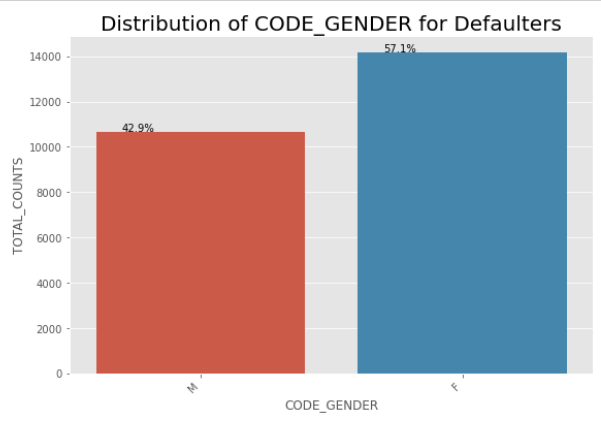 Distribution of CODE_GENDER for Defaulters
57.1%
14000
12000
42.9%
10000
8000
6000
4000
2000
0
TOTAL_COUNTS
M
F
CODE_GENDER